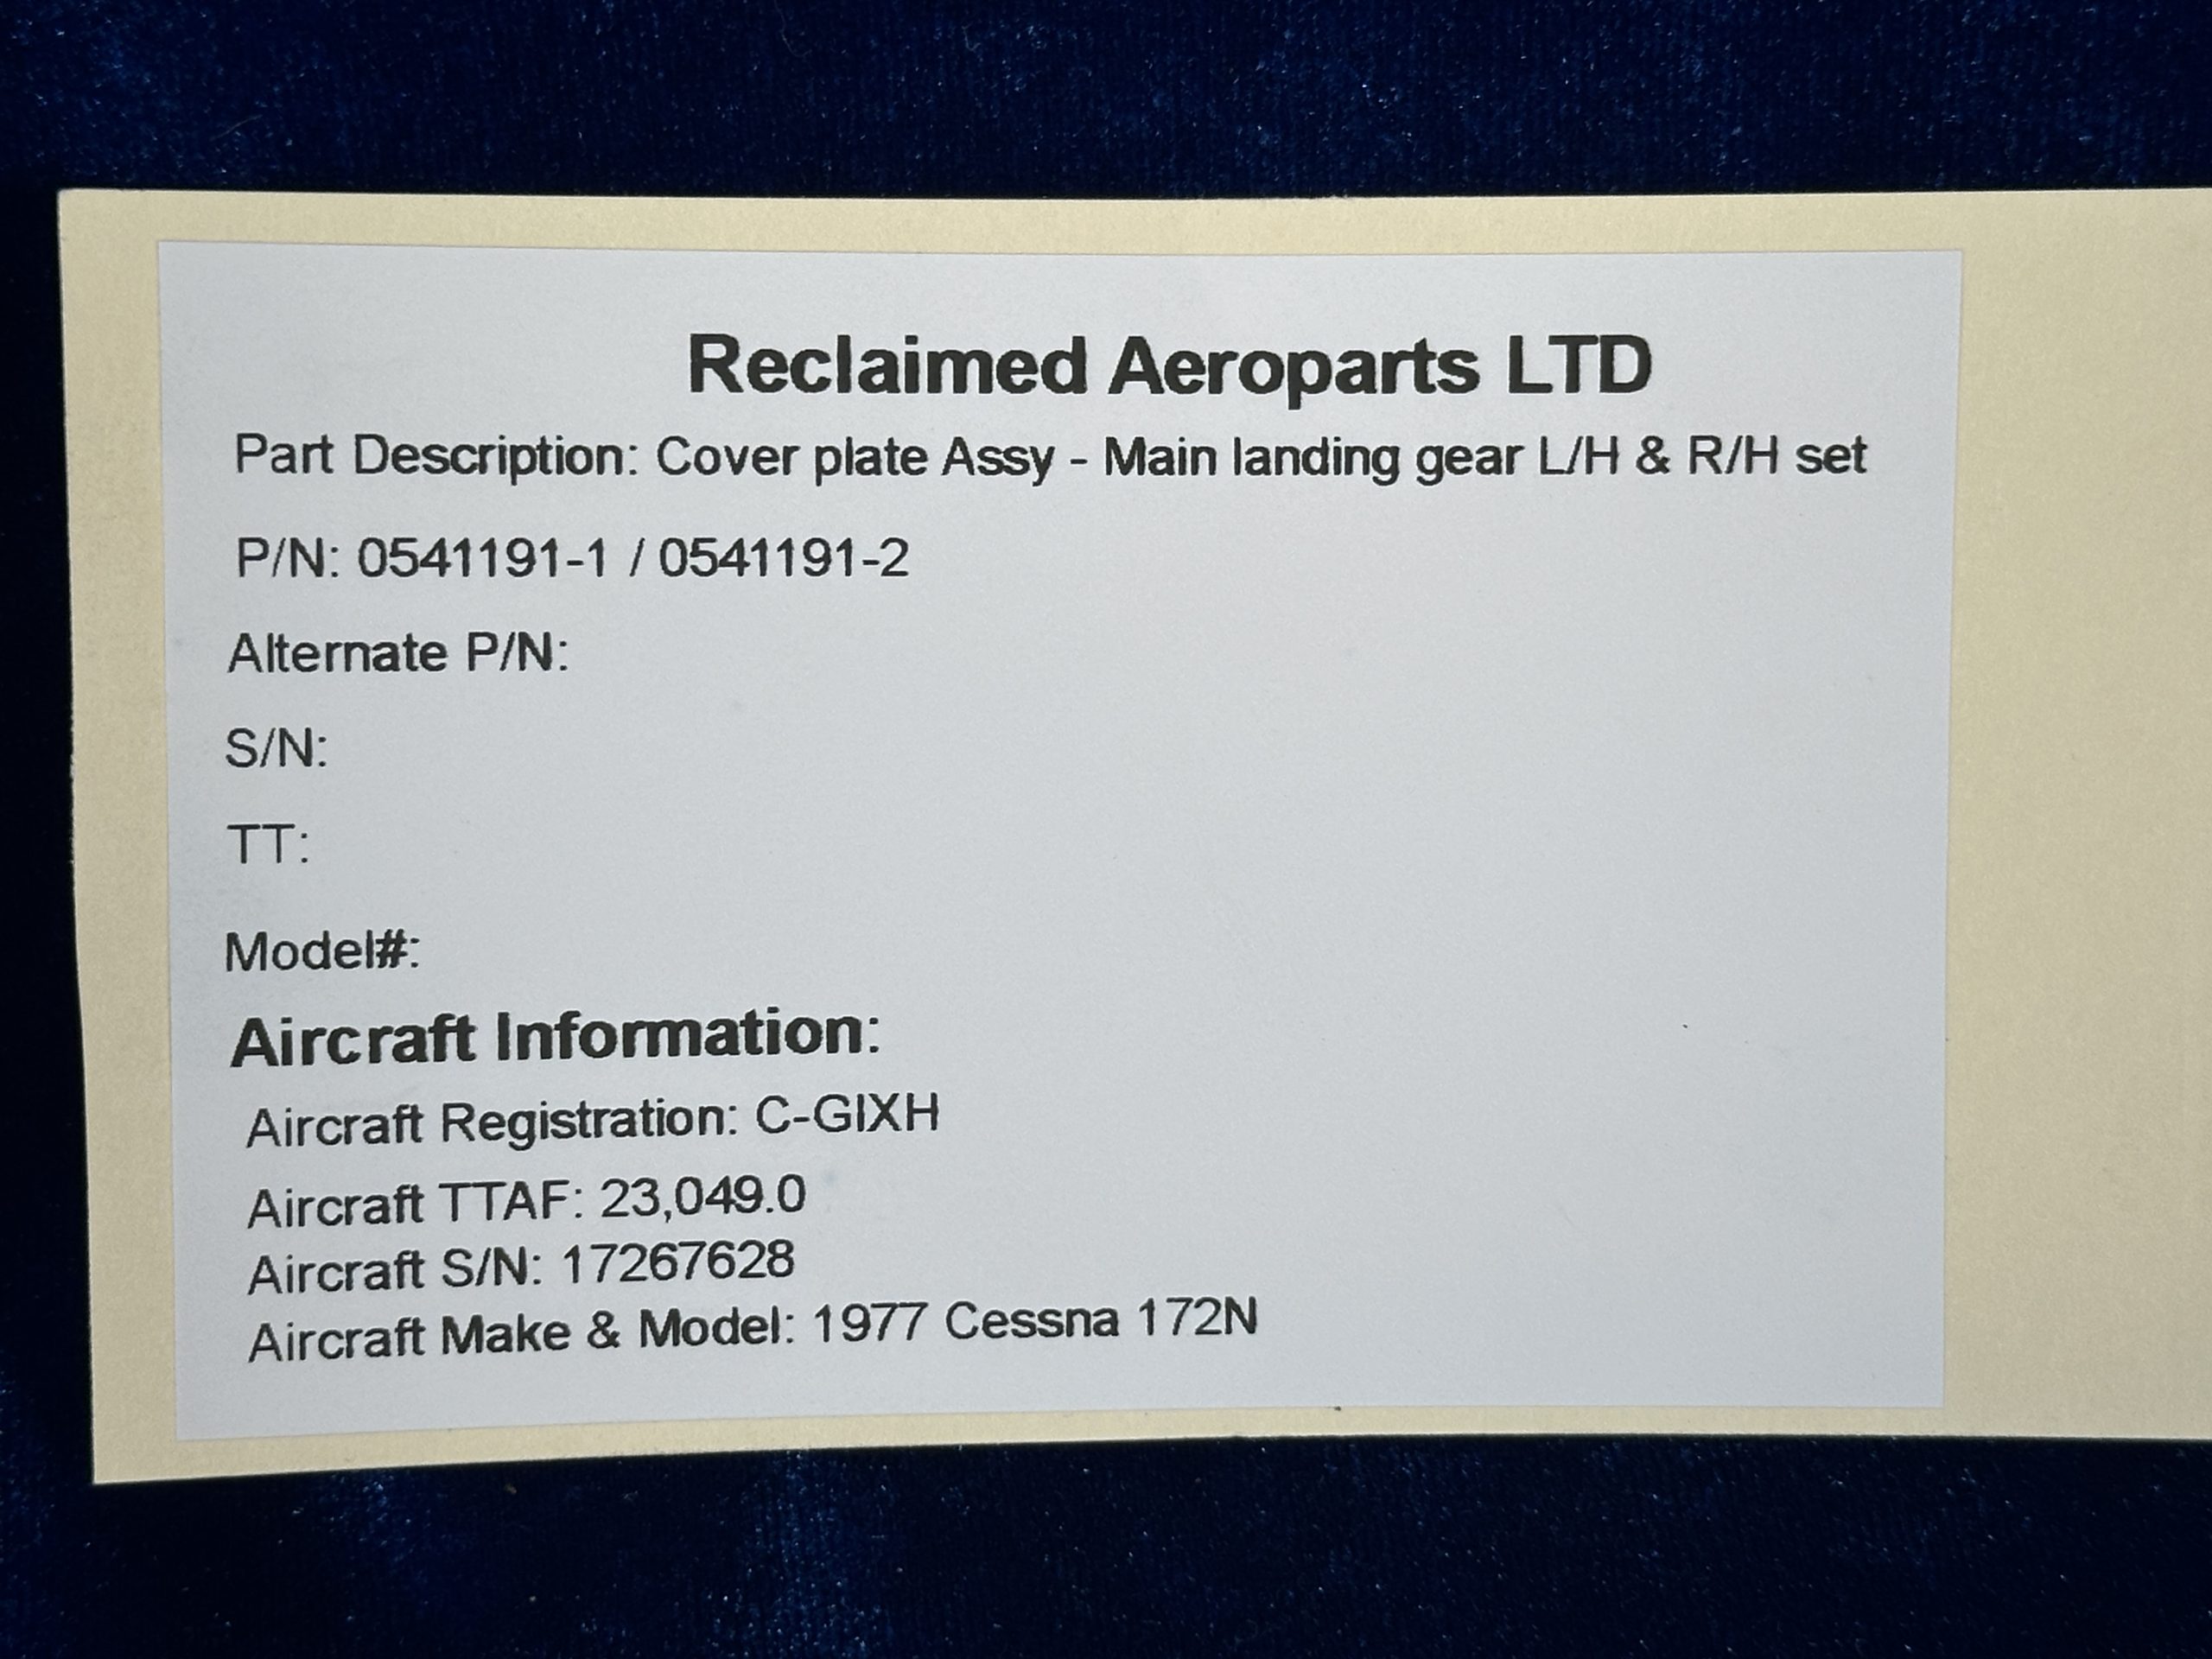 Reclaimed Aeroparts LTD
Part Description: Cover plate Assy - Main landing gear L/H & R/H set
P/N: 0541191-1 / 0541191-2
Alternate P/N:
S/N:
TT:
Model#:
Aircraft Information:
Aircraft Registration: C-GIXH
Aircraft TTAF: 23,049.0
Aircraft S/N: 17267628
Aircraft Make & Model: 1977 Cessna 172N